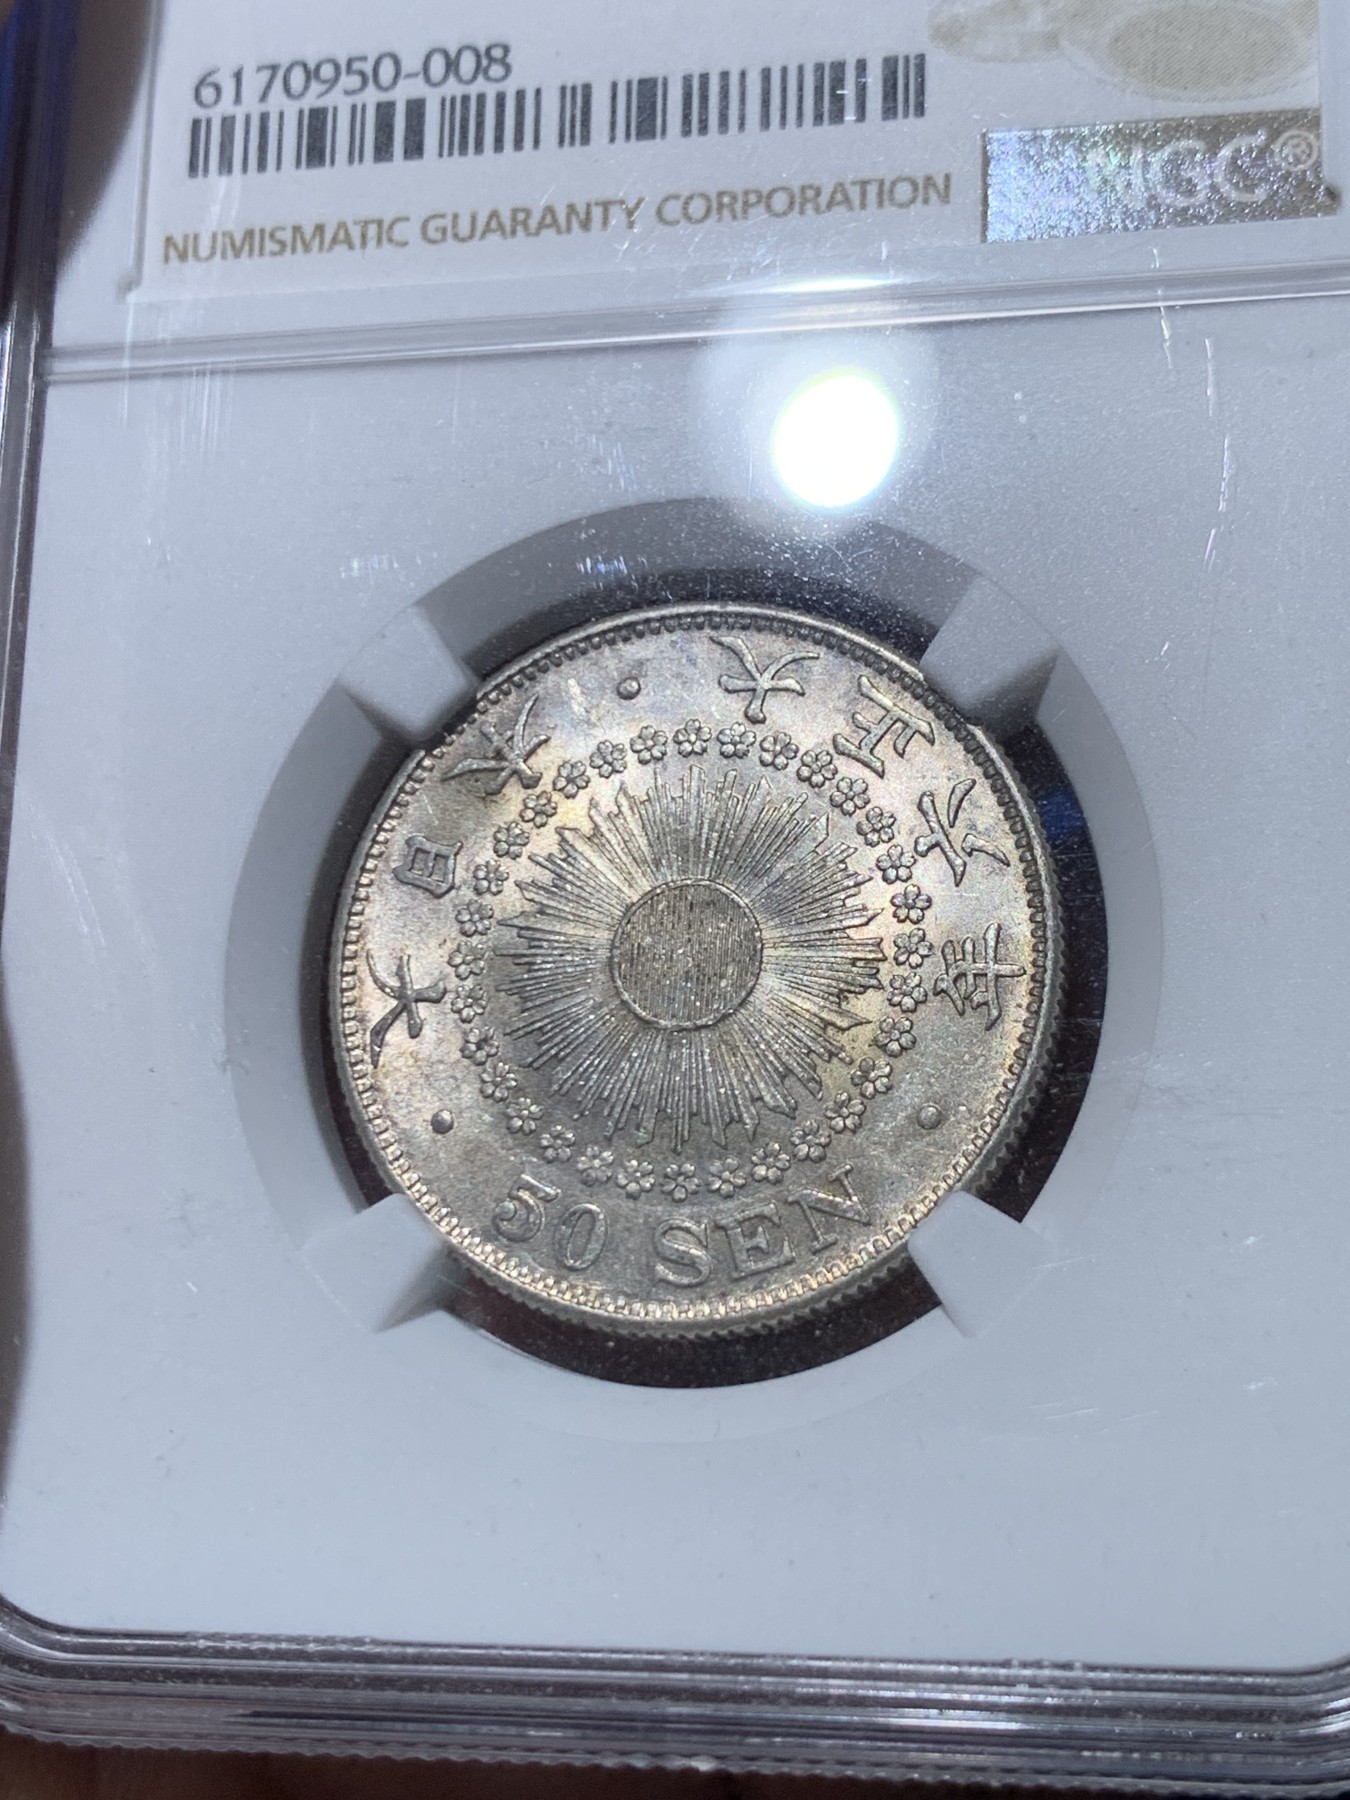 6170950-008
NUMISMATIC GUARANTY CORPORATION
NGC®
大日本・大正六年
50 SEN